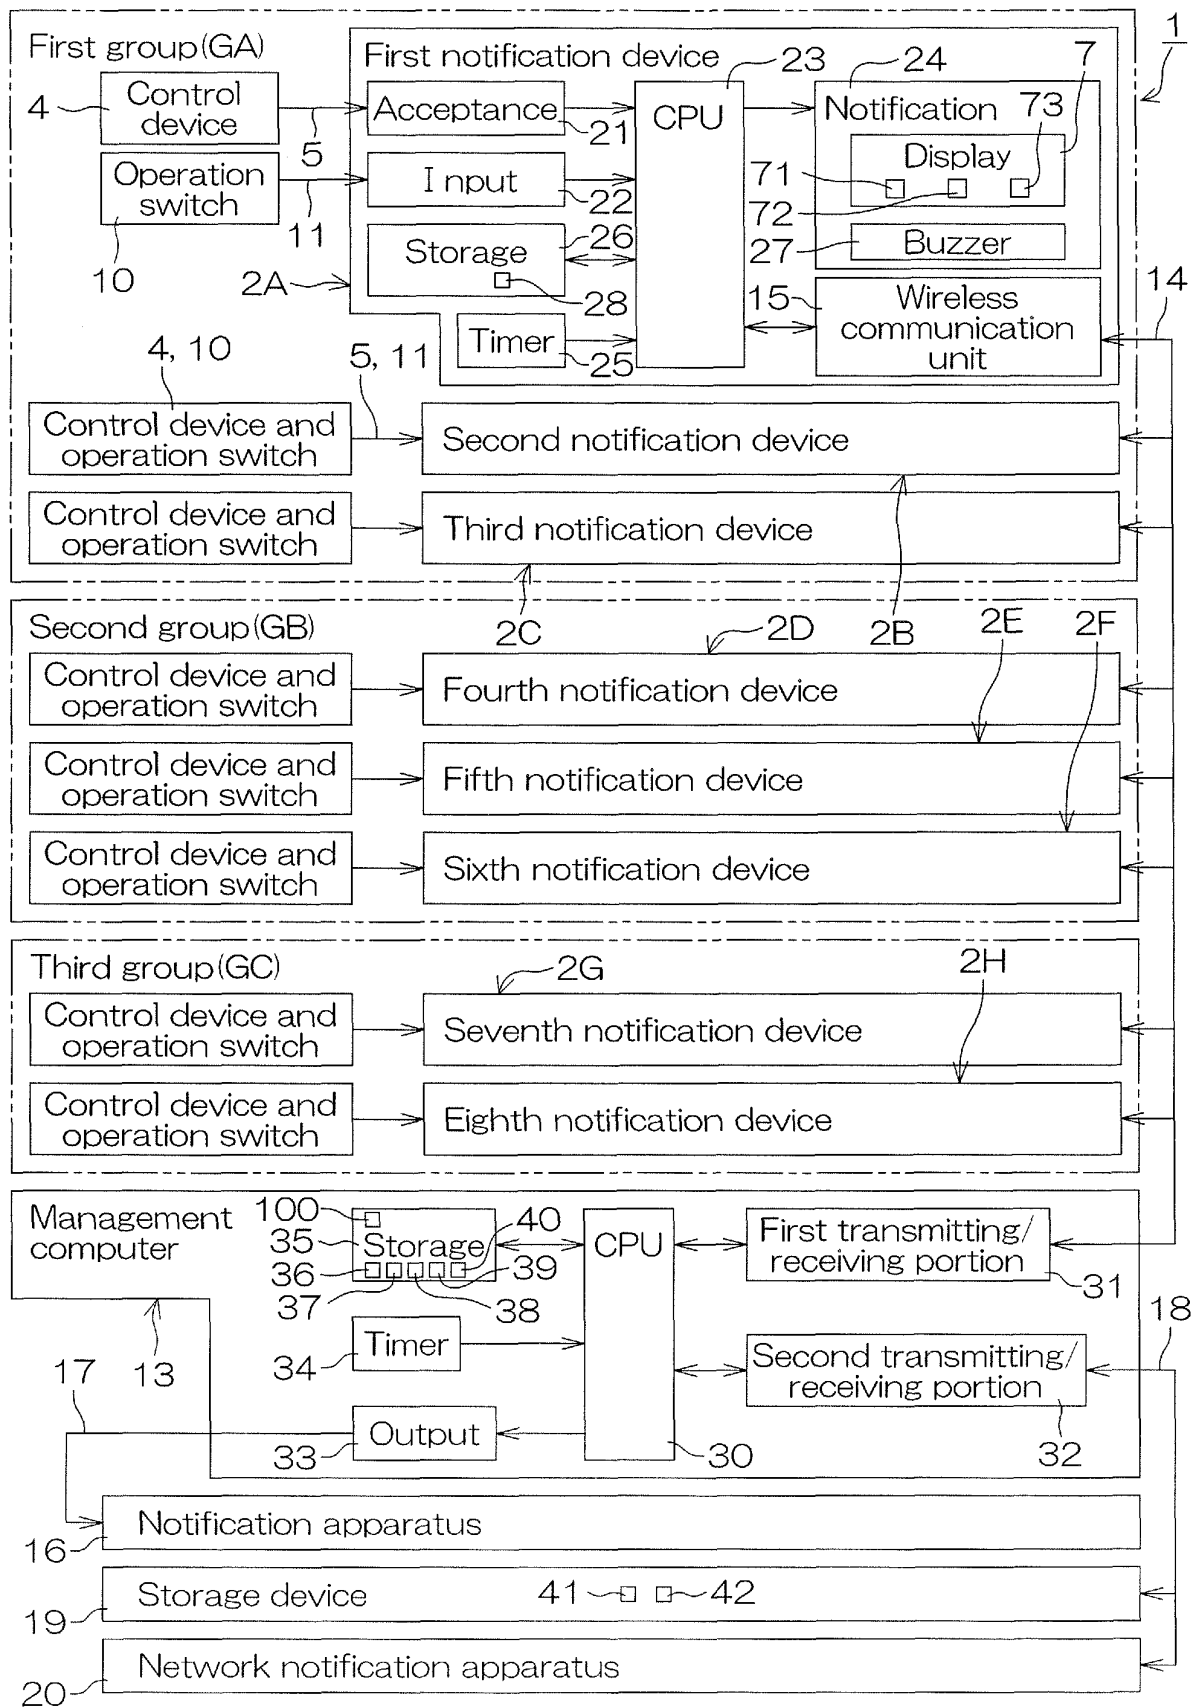 1
First group(GA)
First notification device
23
24
7
4
Control
device
5
Acceptance
21
CPU
Notification
73
Display
71
72
Operation
switch
10
11
Input
22
Storage
26
28
27
Buzzer
2A
15
Wireless
communication
unit
14
Timer
25
4, 10
5, 11
Control device and
operation switch
Second notification device
Control device and
operation switch
Third notification device
Second group(GB)
2C
2D
2B
2E
2F
Control device and
operation switch
Fourth notification device
Control device and
operation switch
Fifth notification device
Control device and
operation switch
Sixth notification device
Third group(GC)
2G
2H
Control device and
operation switch
Seventh notification device
Control device and
operation switch
Eighth notification device
Management
computer
100
35
Storage
40
36
37
38
39
CPU
First transmitting/
receiving portion
31
13
34
Timer
Second transmitting/
receiving portion
18
17
33
Output
30
32
16
Notification apparatus
19
Storage device
41
42
20
Network notification apparatus